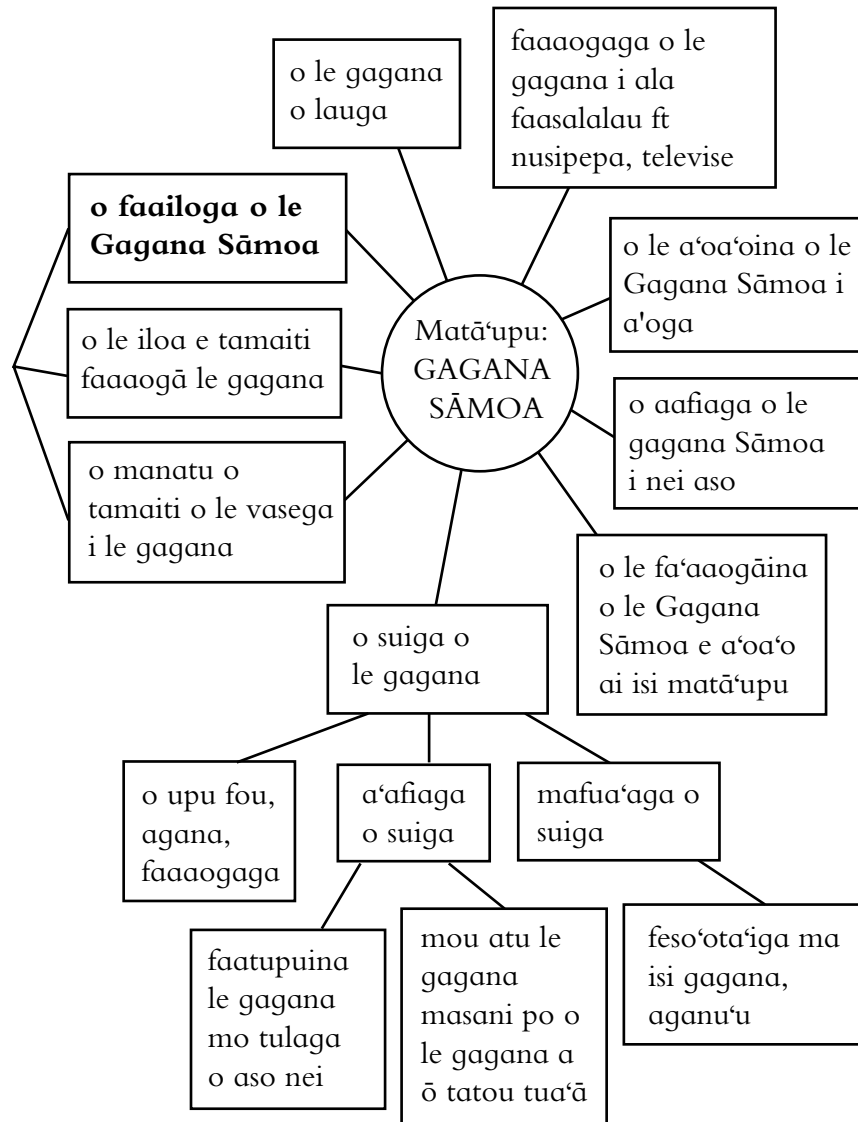 o le gagana
o lauga
faaaogaga o le
gagana i ala
faasalalau ft
nusipepa, televise
o faailoga o le
Gagana Sāmoa
o le a‘oa‘oina o le
Gagana Sāmoa i
a'oga
o le iloa e tamaiti
faaaogā le gagana
Matā‘upu:
GAGANA
SĀMOA
o aafiaga o le
gagana Sāmoa
i nei aso
o manatu o
tamaiti o le vasega
i le gagana
o le fa‘aaogāina
o le Gagana
Sāmoa e a‘oa‘o
ai isi matā‘upu
o suiga o
le gagana
o upu fou,
agana,
faaaogaga
a‘afiaga
o suiga
mafua‘aga o
suiga
faatupuina
le gagana
mo tulaga
o aso nei
mou atu le
gagana
masani po o
le gagana a
ō tatou tua‘ā
feso‘ota‘iga ma
isi gagana,
aganu‘u